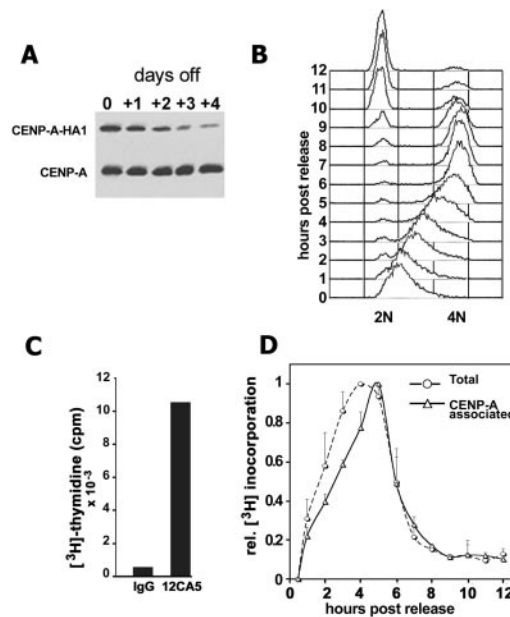 A
days off
0 +1 +2 +3 +4
CENP-A-HA1
CENP-A
B
hours post release
12
11
10
9
8
7
6
5
4
3
2
1
0
2N 4N
C
[³H]-thymidine (cpm)
x 10⁻³
12
10
8
6
4
2
0
IgG 12CA5
D
rel. [³H] inocorporation
1
0.8
0.6
0.4
0.2
0
Total
CENP-A
associated
0 2 4 6 8 10 12
hours post release